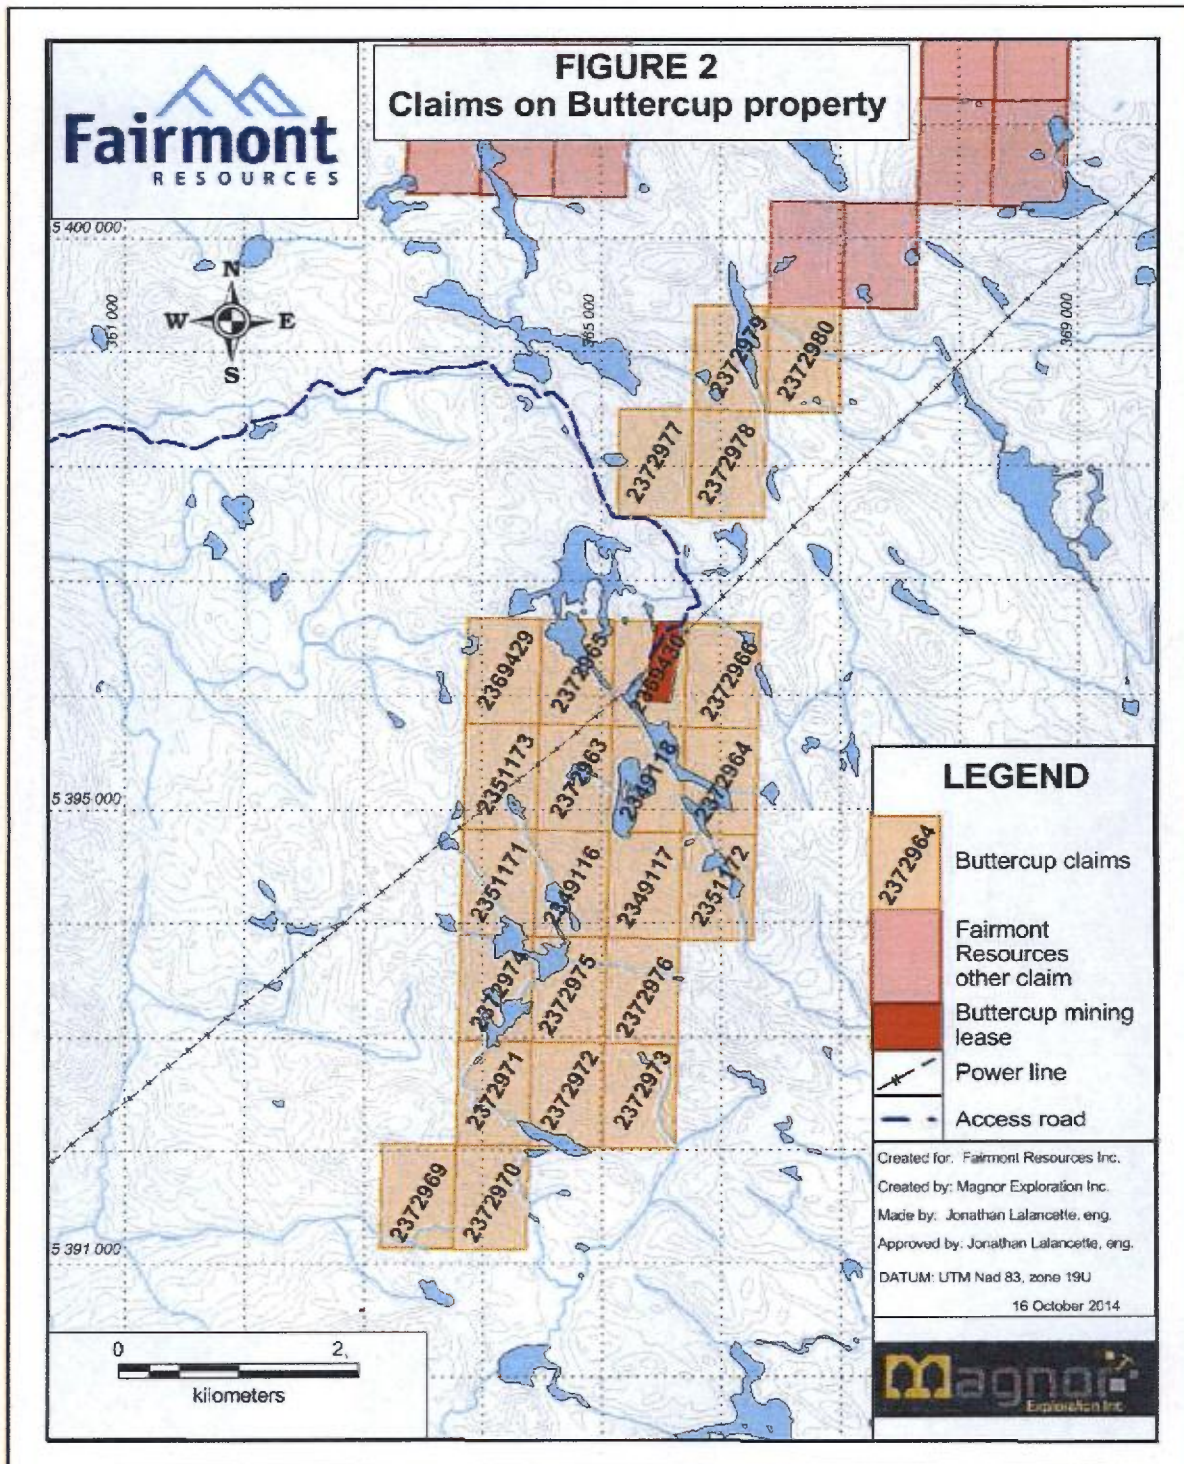 FIGURE 2
Claims on Buttercup property
Fairmont
RESOURCES
5 400 000
361 000
365 000
369 000
N
W E
S
2372979
2372980
2372977
2372978
2369429
2372965
2369430
2372966
2351173
2372963
2349118
2372964
5 395 000
2351171
2349116
2349117
2351172
2372974
2372975
2372976
2372971
2372972
2372973
2372969
2372970
5 391 000
LEGEND
2372964
Buttercup claims
Fairmont
Resources
other claim
Buttercup mining
lease
Power line
Access road
Created for: Fairmont Resources Inc.
Created by: Magnor Exploration Inc.
Made by: Jonathan Lalancette, eng.
Approved by: Jonathan Lalancette, eng.
DATUM: UTM Nad 83, zone 19U
16 October 2014
0 2
kilometers
Magnor
Exploration Inc